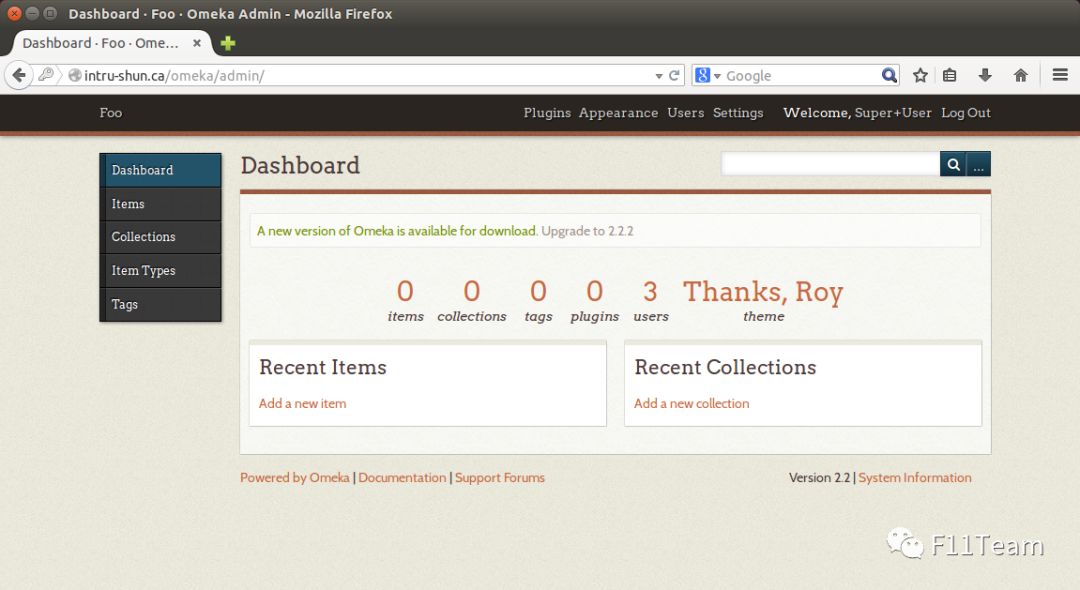 Dashboard · Foo · Omeka Admin - Mozilla Firefox
Dashboard · Foo · Ome...
intru-shun.ca/omeka/admin/
Google
Foo
Plugins Appearance Users Settings Welcome, Super+User Log Out
Dashboard
Items
Collections
Item Types
Tags
Dashboard
...
A new version of Omeka is available for download. Upgrade to 2.2.2
0 0 0 0 3 Thanks, Roy
items collections tags plugins users theme
Recent Items
Add a new item
Recent Collections
Add a new collection
Powered by Omeka | Documentation | Support Forums
Version 2.2 | System Information
F11Team